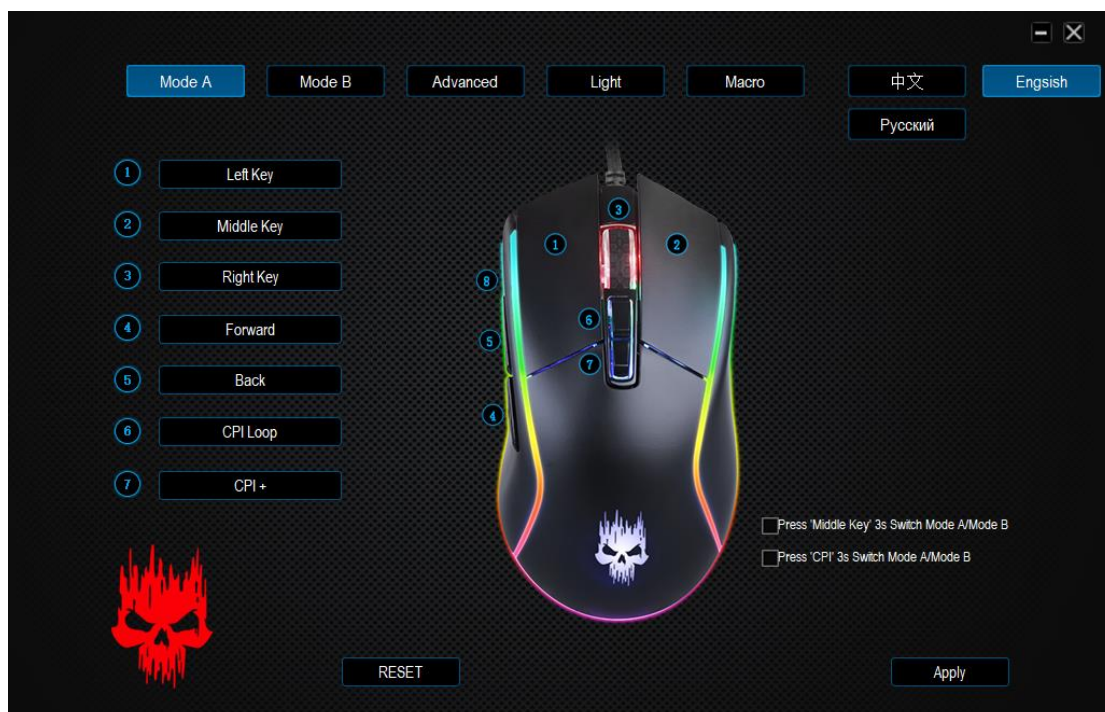 Mode A Mode B Advanced Light Macro 中文 Engsish
Русский
1 Left Key
2 Middle Key
3 Right Key
4 Forward
5 Back
6 CPI Loop
7 CPI +
3
1 2
8
6
5
7
4
Press 'Middle Key' 3s Switch Mode A/Mode B
Press 'CPI' 3s Switch Mode A/Mode B
RESET Apply